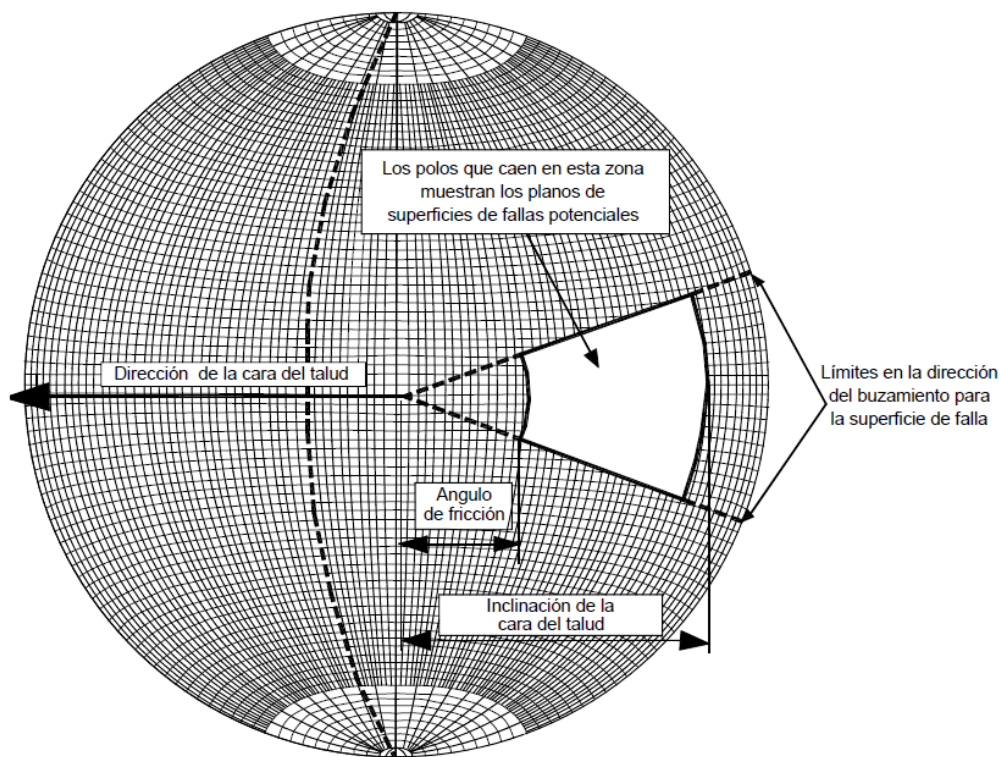 Los polos que caen en esta zona
muestran los planos de
superficies de fallas potenciales
Dirección de la cara del talud
Límites en la dirección
del buzamiento para
la superficie de falla
Angulo
de fricción
Inclinación de la
cara del talud